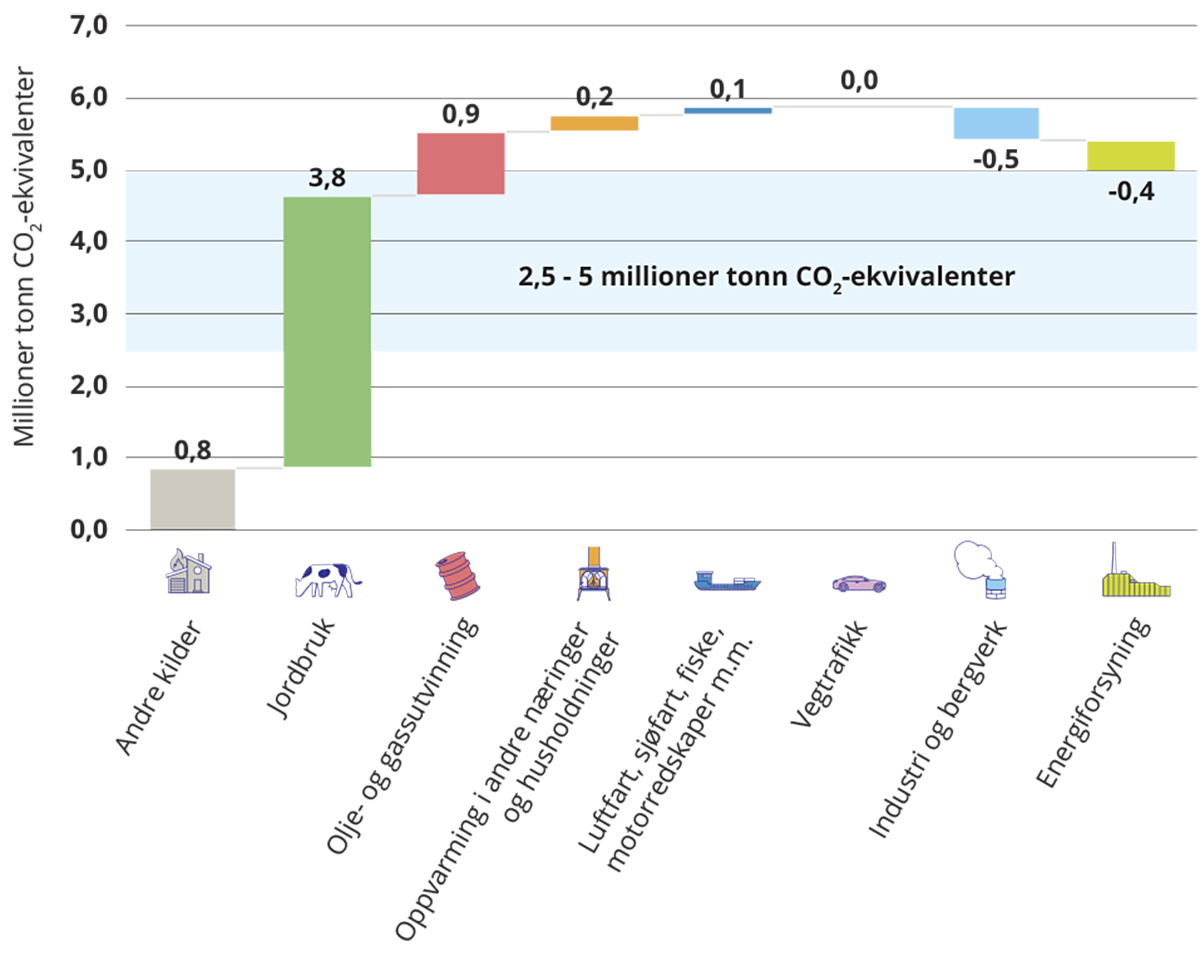 Millioner tonn CO₂-ekvivalenter
7,0
6,0
5,0
4,0
3,0
2,0
1,0
0,0
0,8
3,8
0,9
0,2
0,1
0,0
-0,5
-0,4
2,5 - 5 millioner tonn CO₂-ekvivalenter
Andre kilder
Jordbruk
Olje- og gassutvinning
Oppvarming i andre næringer
og husholdninger
Luftfart, sjøfart, fiske,
motorredskaper m.m.
Vegtrafikk
Industri og bergverk
Energiforsyning